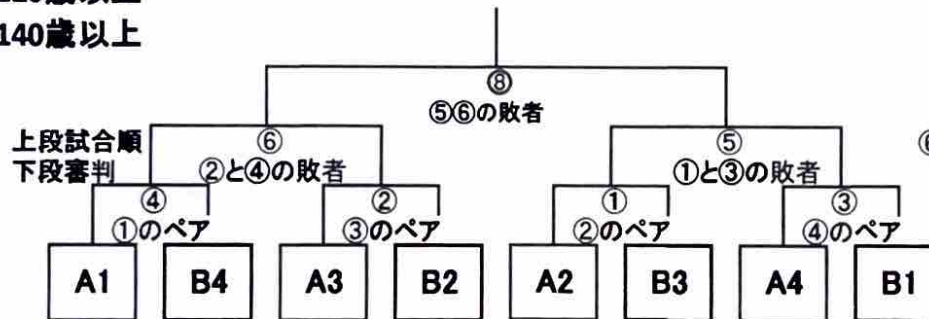 140歳以上
⑧
⑤⑥の敗者
上段試合順
下段審判
⑥
②と④の敗者
⑤
①と③の敗者
④
①のペア
②
③のペア
①
②のペア
③
④のペア
A1
B4
A3
B2
A2
B3
A4
B1